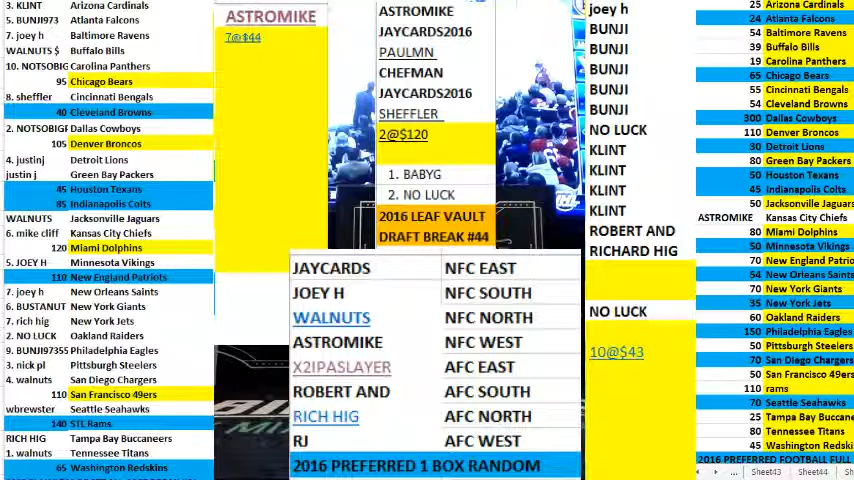 3. KLINT Arizona Cardinals
5. BUNJI973 Atlanta Falcons
7. joey h Baltimore Ravens
WALNUTS $ Buffalo Bills
10. NOTSOBIG Carolina Panthers
95 Chicago Bears
8. sheffler Cincinnati Bengals
40 Cleveland Browns
2. NOTSOBIGF Dallas Cowboys
105 Denver Broncos
4. justinj Detroit Lions
justin j Green Bay Packers
45 Houston Texans
85 Indianapolis Colts
WALNUTS Jacksonville Jaguars
6. mike cliff Kansas City Chiefs
120 Miami Dolphins
5. JOEY H Minnesota Vikings
110 New England Patriots
7. joey h New Orleans Saints
6. BUSTANUT New York Giants
7. rich hig New York Jets
2. NO LUCK Oakland Raiders
9. BUNJI97355 Philadelphia Eagles
3. nick pl Pittsburgh Steelers
4. walnuts San Diego Chargers
110 San Francisco 49ers
wbrewster Seattle Seahawks
140 STL Rams
RICH HIG Tampa Bay Buccaneers
1. walnuts Tennessee Titans
65 Washington Redskins
ASTROMIKE
7@$44
ASTROMIKE
JAYCARDS2016
PAULMN
CHEFMAN
JAYCARDS2016
SHEFFLER
2@$120
1. BABYG
2. NO LUCK
2016 LEAF VAULT
DRAFT BREAK #44
JAYCARDS NFC EAST
JOEY H NFC SOUTH
WALNUTS NFC NORTH
ASTROMIKE NFC WEST
X2IPASLAYER AFC EAST
ROBERT AND AFC SOUTH
RICH HIG AFC NORTH
RJ AFC WEST
2016 PREFERRED 1 BOX RANDOM
joey h
BUNJI
BUNJI
BUNJI
BUNJI
BUNJI
NO LUCK
KLINT
KLINT
KLINT
KLINT
ROBERT AND
RICHARD HIG
NO LUCK
10@$43
25 Arizona Cardinals
24 Atlanta Falcons
54 Baltimore Ravens
39 Buffalo Bills
19 Carolina Panthers
65 Chicago Bears
55 Cincinnati Bengals
54 Cleveland Browns
300 Dallas Cowboys
110 Denver Broncos
30 Detroit Lions
80 Green Bay Packers
50 Houston Texans
45 Indianapolis Colts
50 Jacksonville Jaguars
ASTROMIKE Kansas City Chiefs
80 Miami Dolphins
50 Minnesota Vikings
70 New England Patrio
54 New Orleans Saints
70 New York Giants
35 New York Jets
60 Oakland Raiders
150 Philadelphia Eagles
50 Pittsburgh Steelers
70 San Diego Chargers
50 San Francisco 49ers
110 rams
70 Seattle Seahawks
25 Tampa Bay Buccane
80 Tennessee Titans
45 Washington Redski
2016 PREFERRED FOOTBALL FULL
... Sheet43 Sheet44